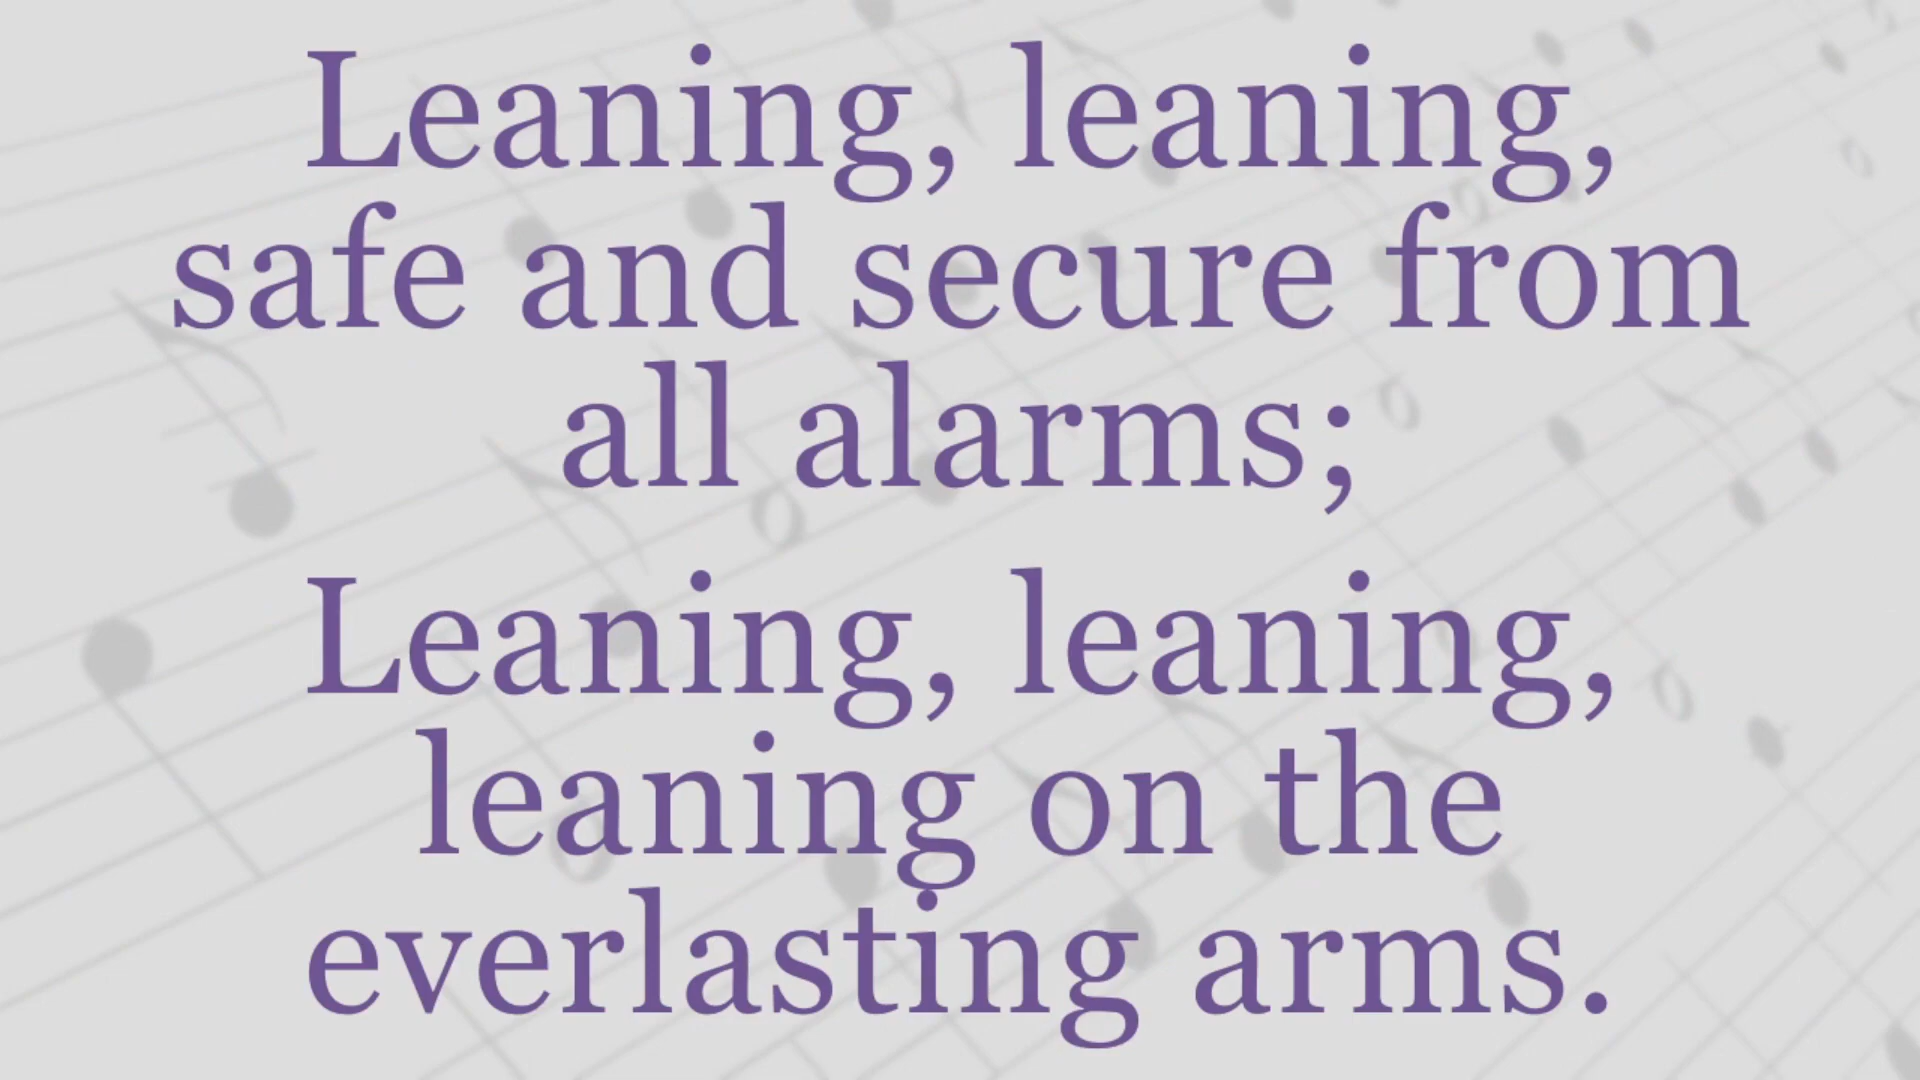 Leaning, leaning,
safe and secure from
all alarms;
Leaning, leaning,
leaning on the
everlasting arms.